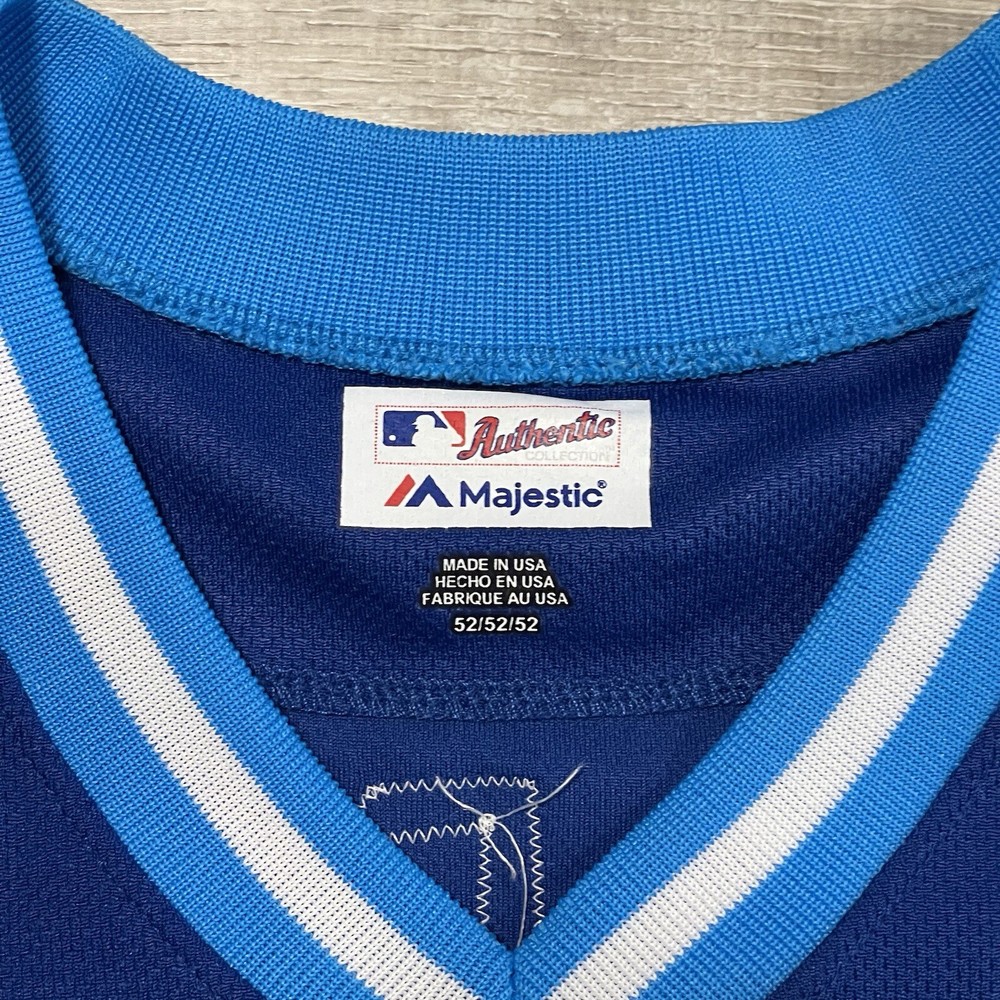 Authentic
COLLECTION
Majestic®
MADE IN USA
HECHO EN USA
FABRIQUE AU USA
52/52/52